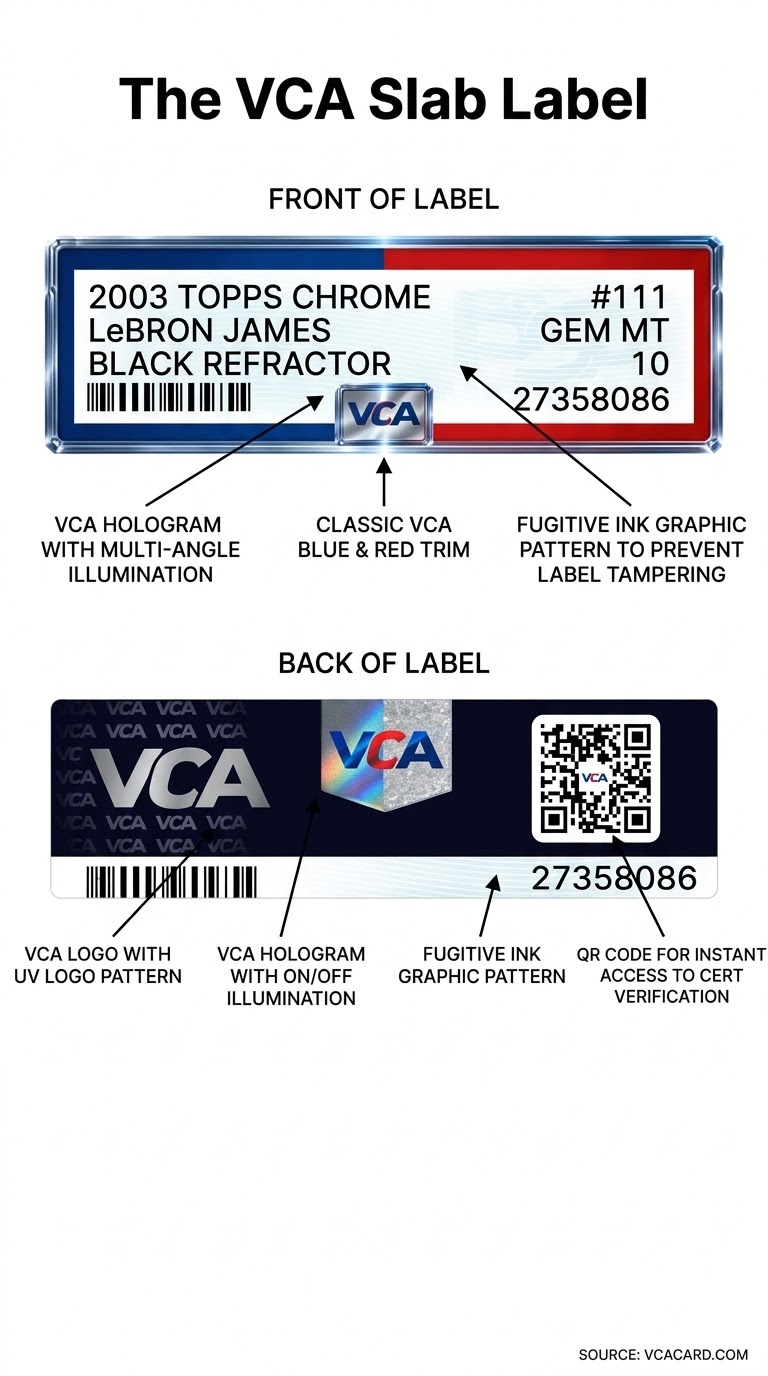 The VCA Slab Label
FRONT OF LABEL
2003 TOPPS CHROME #111
LeBRON JAMES GEM MT
BLACK REFRACTOR 10
27358086
VCA
VCA HOLOGRAM
WITH MULTI-ANGLE
ILLUMINATION
CLASSIC VCA
BLUE & RED TRIM
FUGITIVE INK GRAPHIC
PATTERN TO PREVENT
LABEL TAMPERING
BACK OF LABEL
CA VCA VCA VCA
VCA VCA VCA VCA
VC
VCA
VCA
VCA VCA VCA VCA
VCA VCA VCA VCA
VCA
VCA
VCA
27358086
VCA LOGO WITH
UV LOGO PATTERN
VCA HOLOGRAM
WITH ON/OFF
ILLUMINATION
FUGITIVE INK
GRAPHIC PATTERN
QR CODE FOR INSTANT
ACCESS TO CERT
VERIFICATION
SOURCE: VCACARD.COM